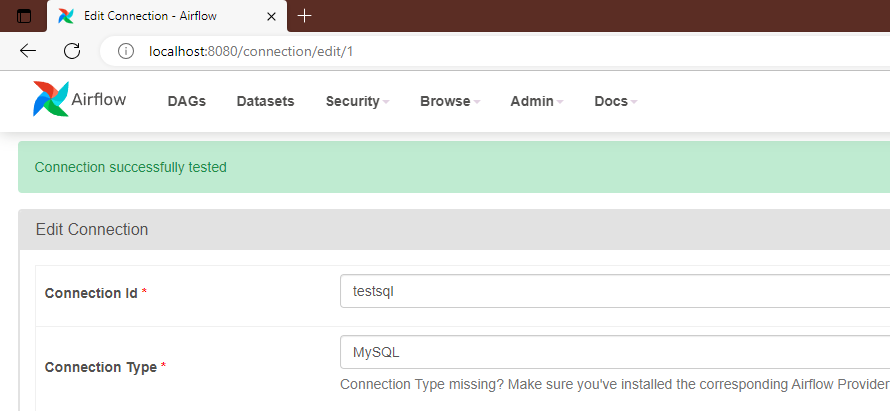 Edit Connection - Airflow
localhost:8080/connection/edit/1
Airflow DAGs Datasets Security Browse Admin Docs
Connection successfully tested
Edit Connection
Connection Id * testsql
Connection Type * MySQL
Connection Type missing? Make sure you've installed the corresponding Airflow Provider